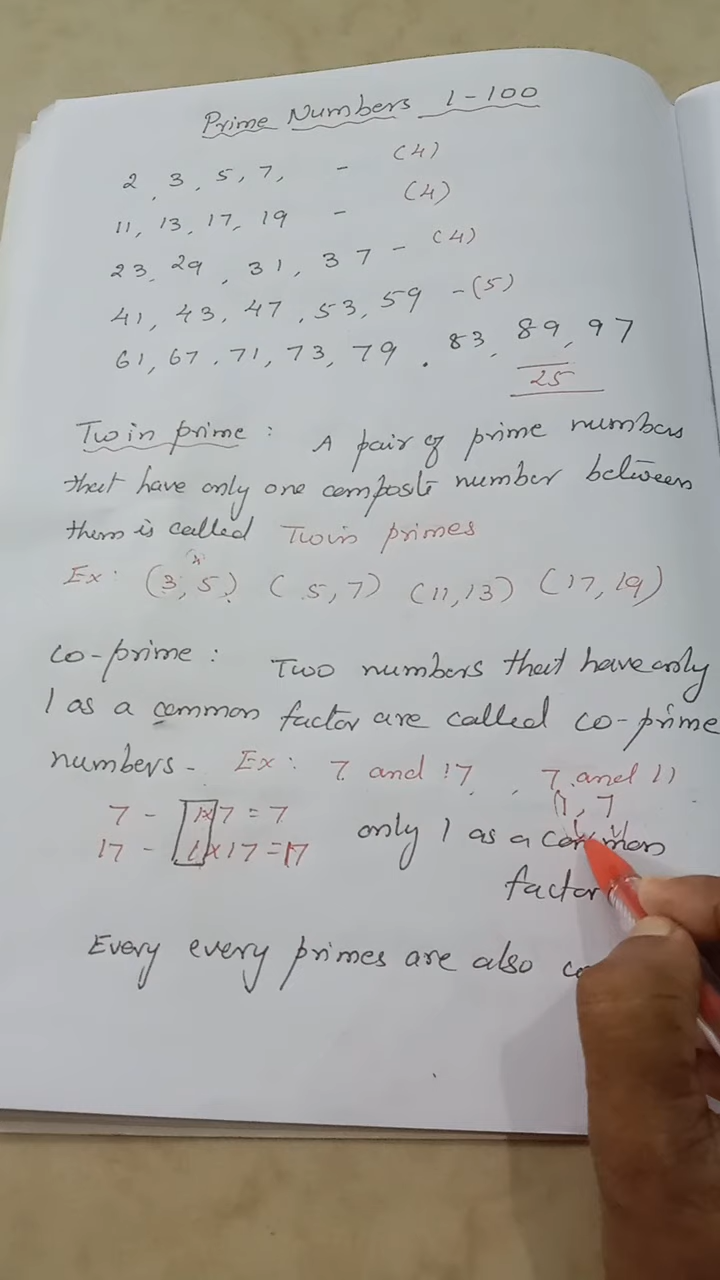 Prime Numbers 1-100
2, 3, 5, 7, - (4)
11, 13, 17, 19 - (4)
23, 29, 31, 37 - (4)
41, 43, 47, 53, 59 - (5)
61, 67, 71, 73, 79, 83, 89, 97
25
Twin prime: A pair of prime numbers
that have only one composite number between
them is called Twin primes
Ex: (3, 5) (5, 7) (11, 13) (17, 19)
Co-prime: Two numbers that have only
1 as a common factor are called co-prime
numbers- Ex: 7 and 17, 7 and 11
1, 7
7 - 1x7 = 7
17 - 1x17 = 17
only 1 as a common
factor
Every every primes are also